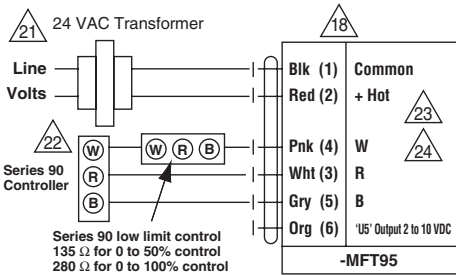 21 24 VAC Transformer
18
Line
Volts
Blk (1) Common
Red (2) + Hot
23
22
24
Series 90
Controller
W
R
B
W R B
Pnk (4) W
Wht (3) R
Gry (5) B
Org (6) 'U5' Output 2 to 10 VDC
Series 90 low limit control
135 Ω for 0 to 50% control
280 Ω for 0 to 100% control
-MFT95